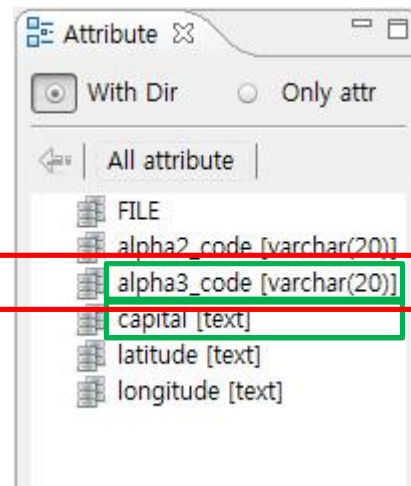 Attribute
With Dir Only attr
All attribute
FILE
alpha2_code [varchar(20)]
alpha3_code [varchar(20)]
capital [text]
latitude [text]
longitude [text]